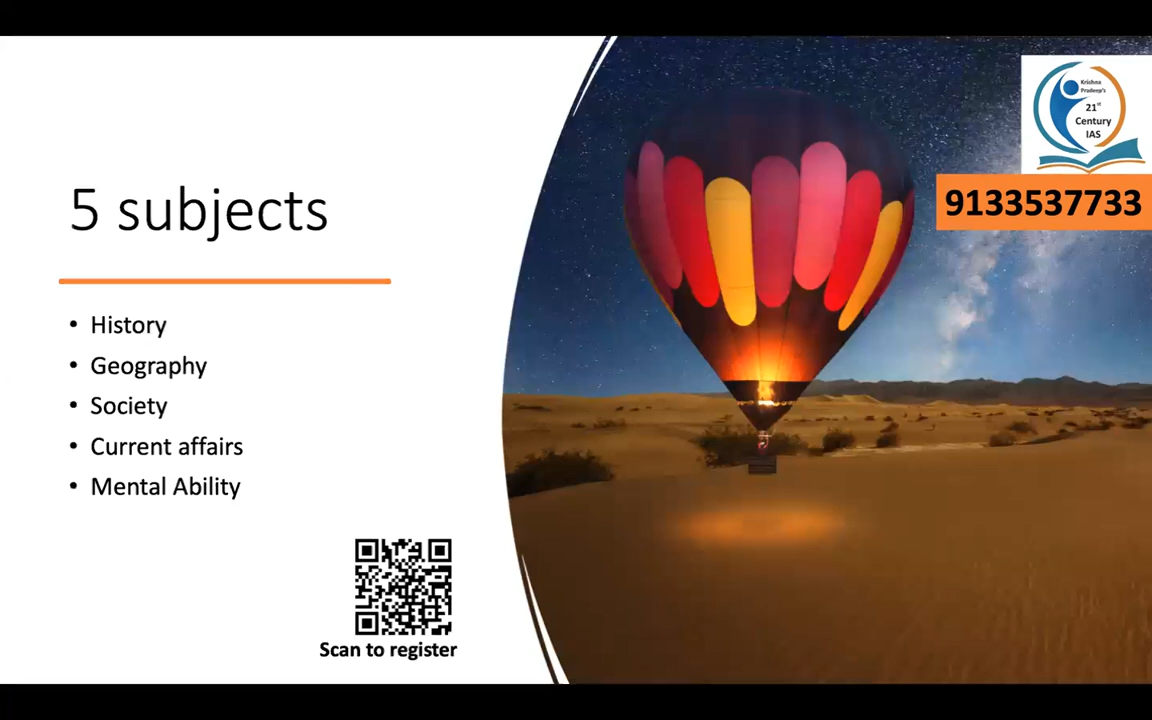 5 subjects
• History
• Geography
• Society
• Current affairs
• Mental Ability
Scan to register
Krishna
Pradeep's
21st
Century
IAS
9133537733